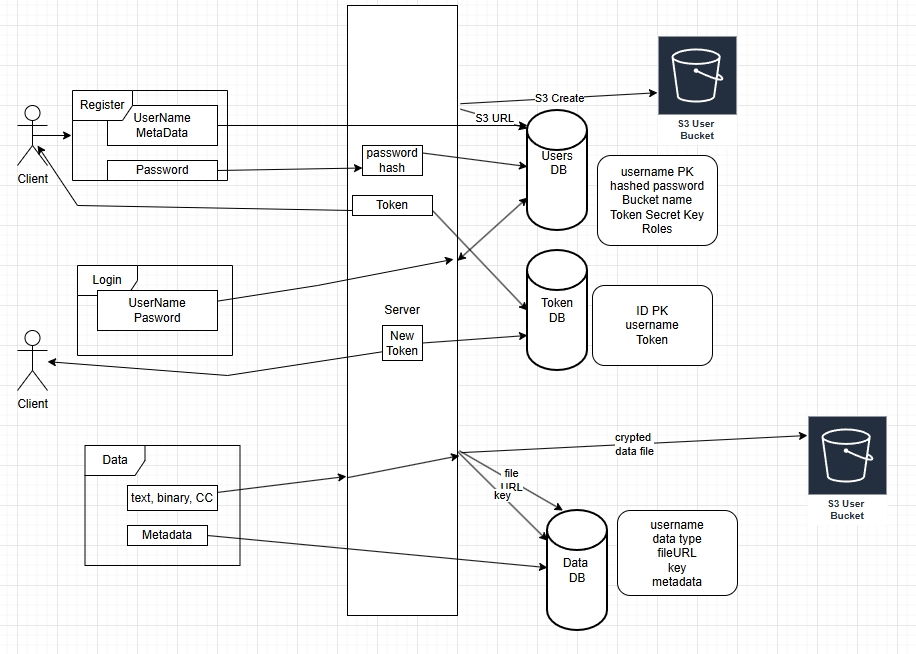 Register
UserName
MetaData
Password
Client
password
hash
Token
S3 Create
S3 URL
Users
DB
S3 User
Bucket
username PK
hashed password
Bucket name
Token Secret Key
Roles
Login
UserName
Pasword
Client
Server
New
Token
Token
DB
ID PK
username
Token
Data
text, binary, CC
Metadata
crypted
data file
file
URL
key
Data
DB
username
data type
fileURL
key
metadata
S3 User
Bucket